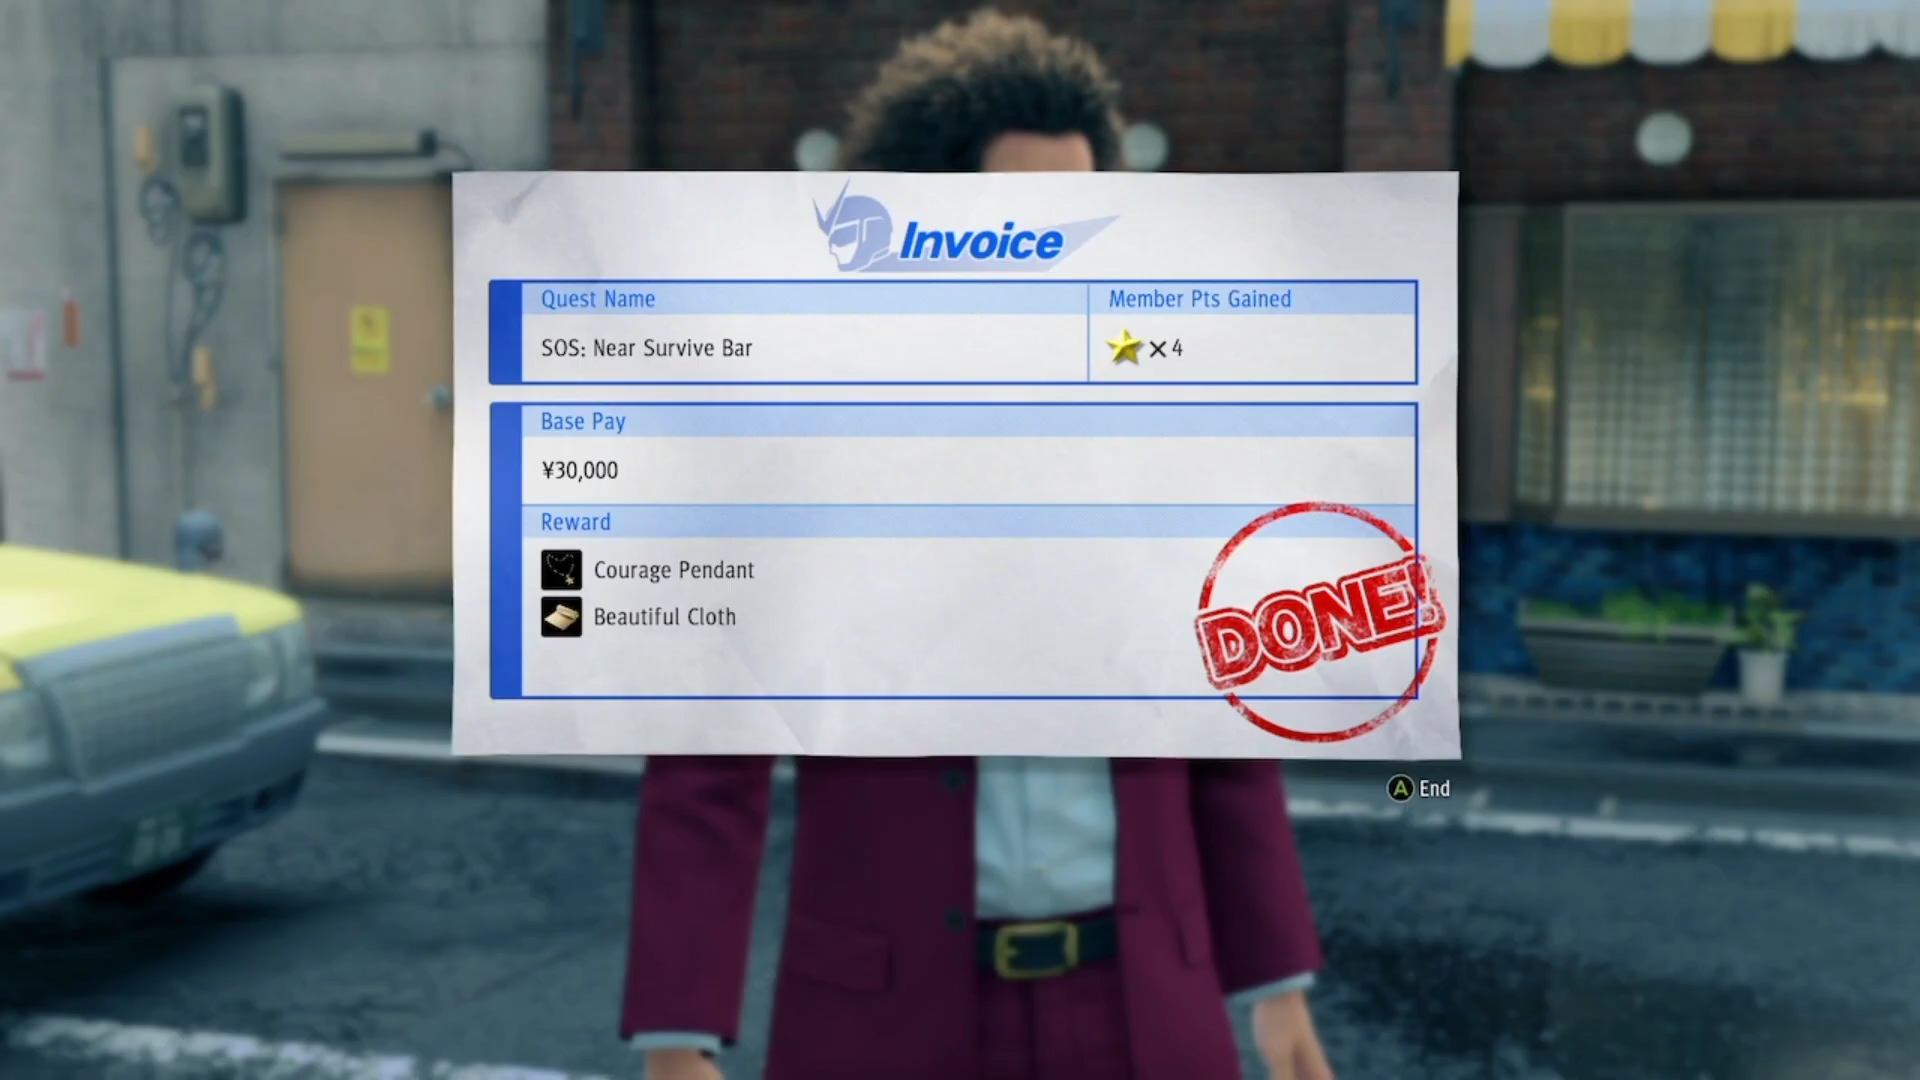 Invoice
Quest Name
Member Pts Gained
SOS: Near Survive Bar
× 4
Base Pay
¥30,000
Reward
Courage Pendant
Beautiful Cloth
DONE!
A End